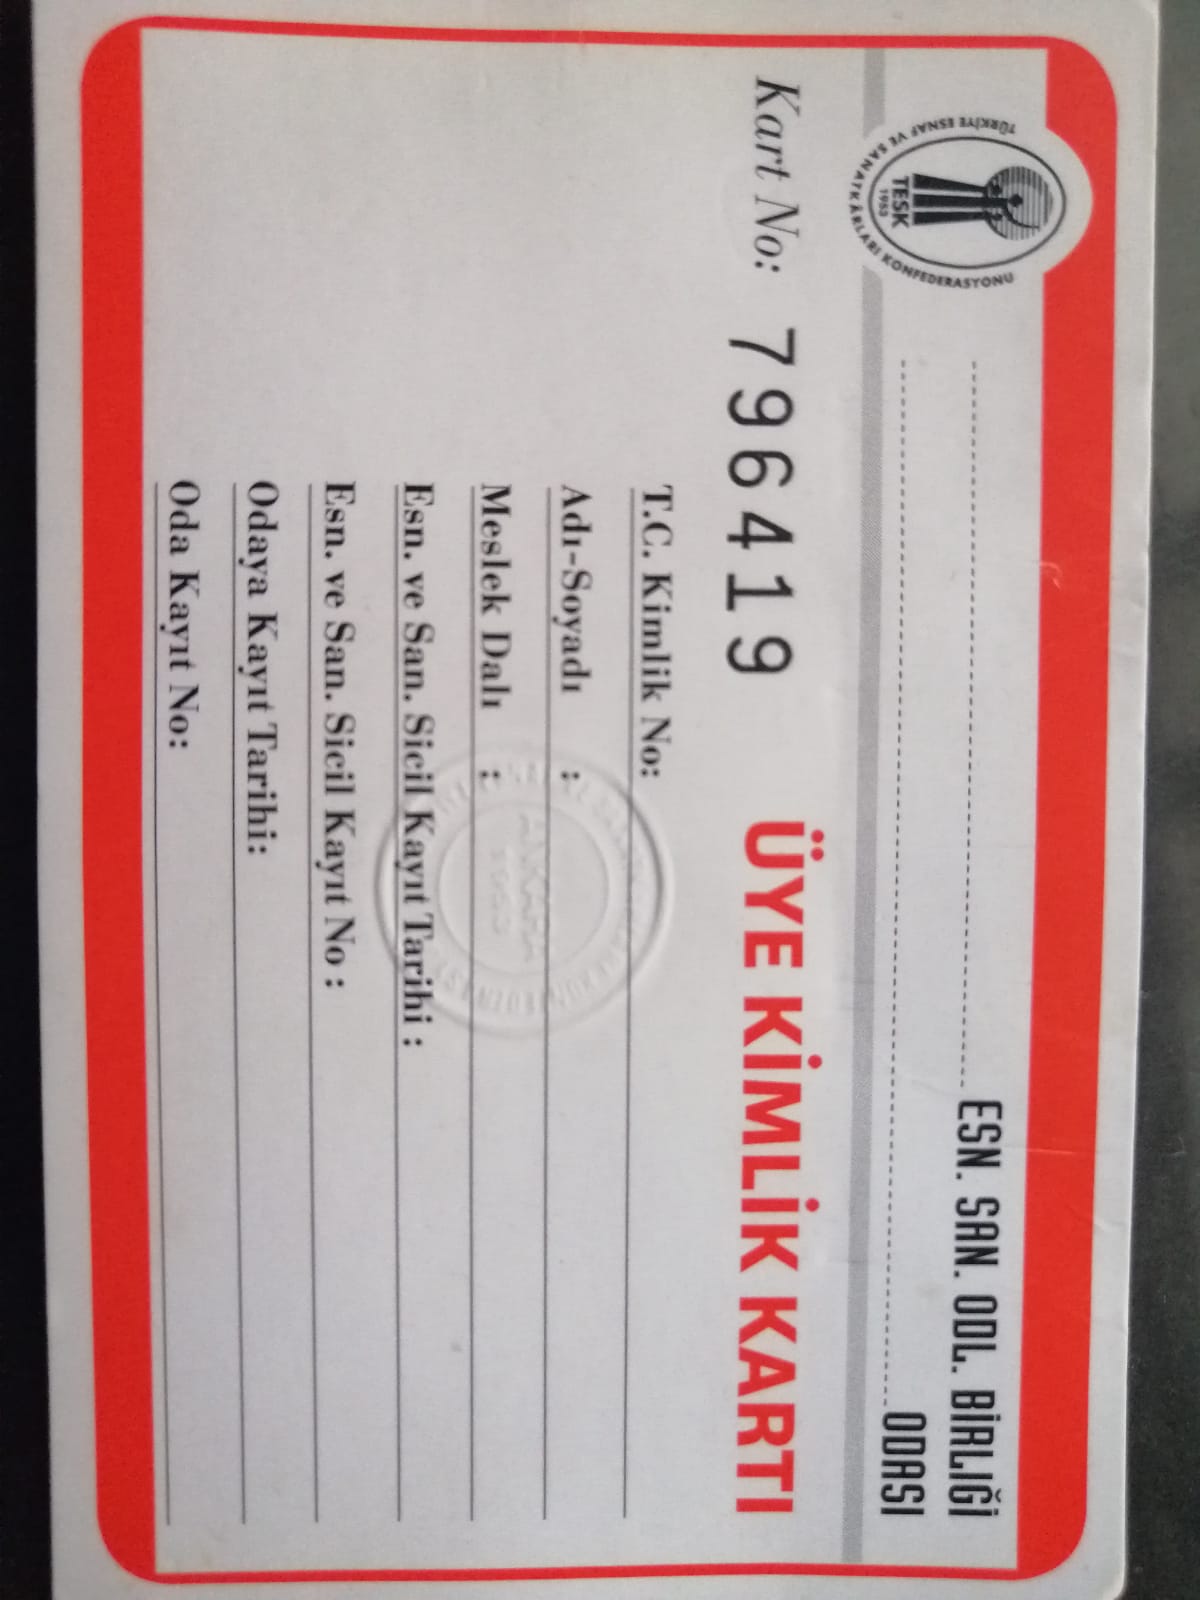 TÜRKİYE ESNAF VE SANATKÂRLARI KONFEDERASYONU
TESK
1953
ESN. SAN. ODL. BİRLİĞİ
ODASI
Kart No: 796419 ÜYE KİMLİK KARTI
T.C. Kimlik No:
Adı-Soyadı :
Meslek Dalı :
Esn. ve San. Sicil Kayıt Tarihi :
Esn. ve San. Sicil Kayıt No :
Odaya Kayıt Tarihi:
Oda Kayıt No: